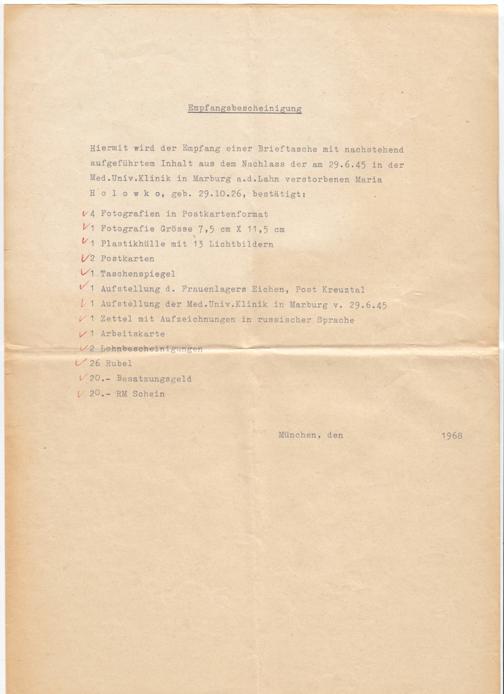 Empfangsbescheinigung
Hiermit wird der Empfang einer Brieftasche mit nachstehend
aufgeführtem Inhalt aus dem Nachlass der am 29.6.45 in der
Med.Univ.Klinik in Marburg a.d.Lahn verstorbenen Maria
H o l o w k o, geb. 29.10.26, bestätigt:
4 Fotografien in Postkartenformat
1 Fotografie Grösse 7,5 cm X 11,5 cm
1 Plastikhülle mit 13 Lichtbildern
2 Postkarten
1 Taschenspiegel
1 Aufstellung d. Frauenlagers Eichen, Post Kreuztal
1 Aufstellung der Med.Univ.Klinik in Marburg v. 29.6.45
1 Zettel mit Aufzeichnungen in russischer Sprache
1 Arbeitskarte
2 Lohnbescheinigungen
26 Rubel
20.- Besatzungsgeld
20.- RM Schein
München, den 1968